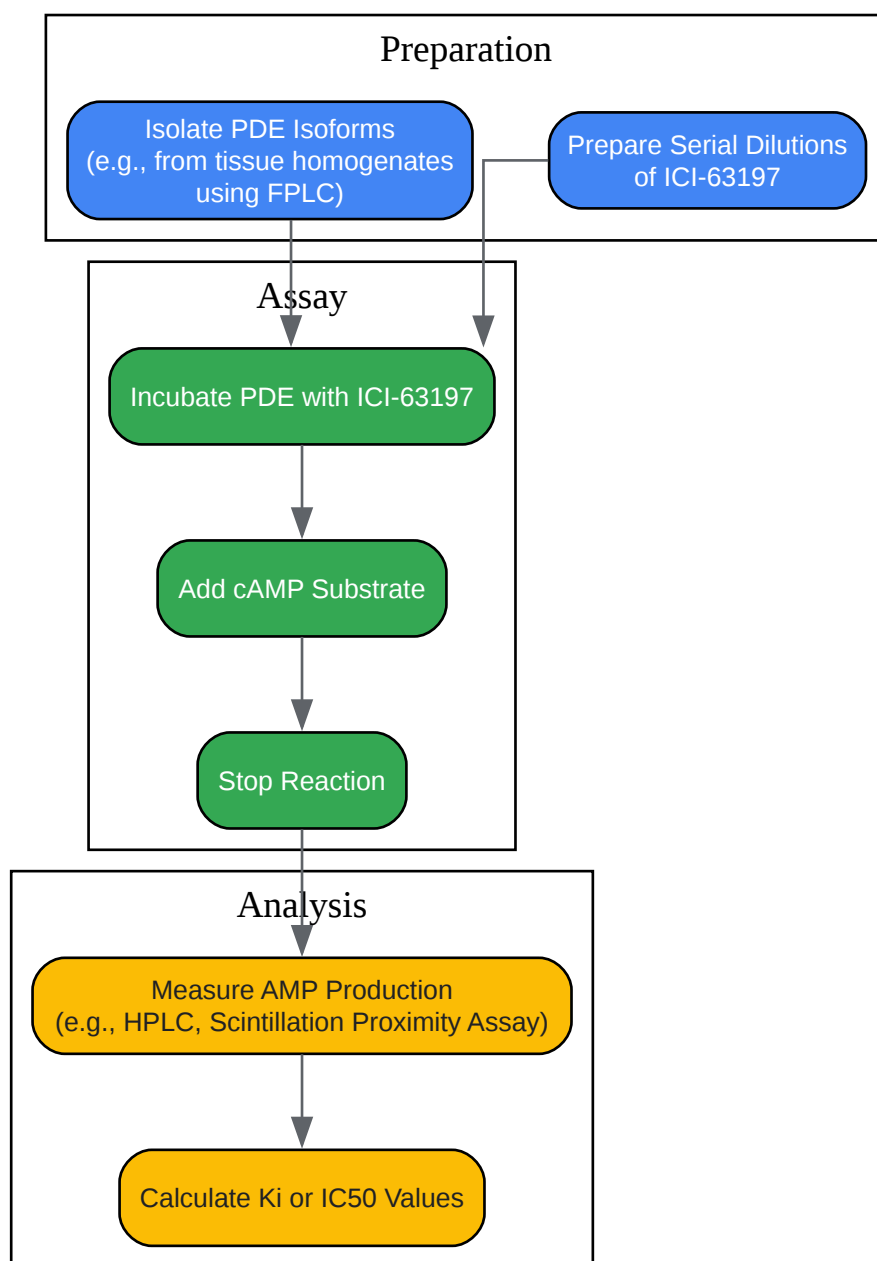 Preparation
Isolate PDE Isoforms
(e.g., from tissue homogenates
using FPLC)
Prepare Serial Dilutions
of ICI-63197
Assay
Incubate PDE with ICI-63197
Add cAMP Substrate
Stop Reaction
Analysis
Measure AMP Production
(e.g., HPLC, Scintillation Proximity Assay)
Calculate Ki or IC50 Values